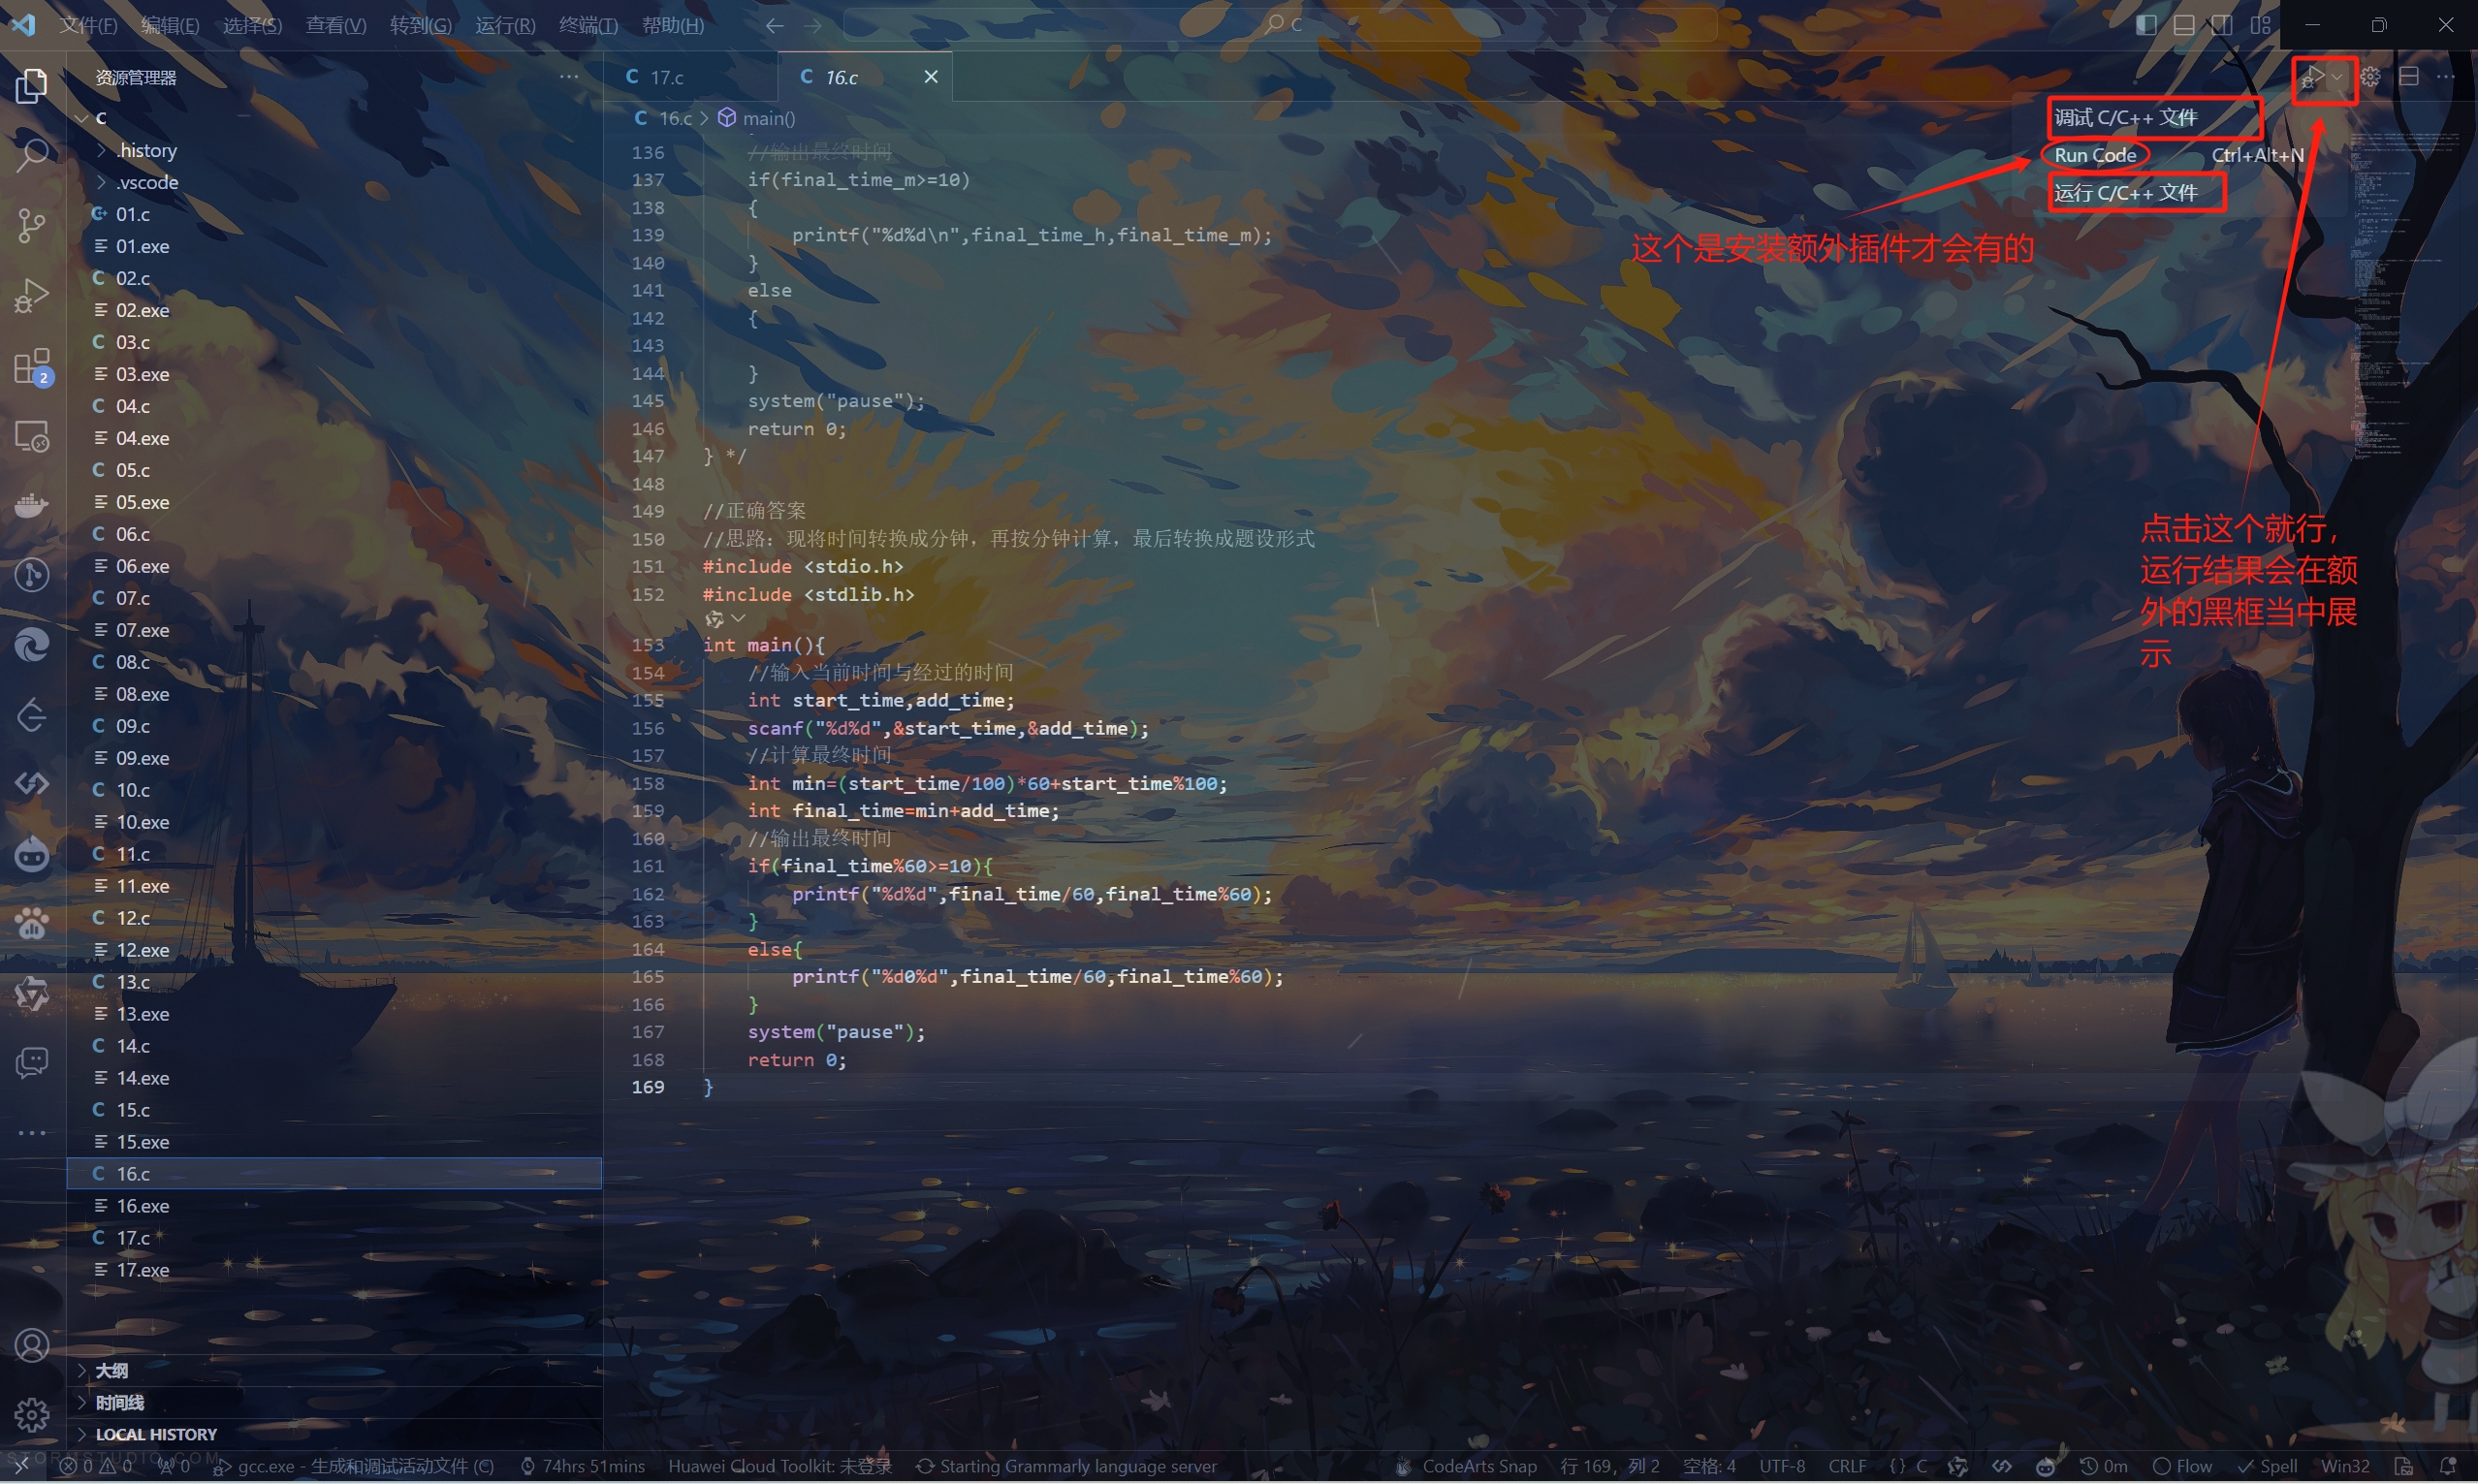 文件(F) 编辑(E) 选择(S) 查看(V) 转到(G) 运行(R) 终端(T) 帮助(H) C
资源管理器
C
.history
.vscode
01.c
01.exe
02.c
02.exe
03.c
03.exe
04.c
04.exe
05.c
05.exe
06.c
06.exe
07.c
07.exe
08.c
08.exe
09.c
09.exe
10.c
10.exe
11.c
11.exe
12.c
12.exe
13.c
13.exe
14.c
14.exe
15.c
15.exe
16.c
16.exe
17.c
17.exe
大纲
时间线
LOCAL HISTORY
2
C 17.c C 16.c
C 16.c > main()
136 //输出最终时间
137 if(final_time_m>=10)
138 {
139 printf("%d%d\n",final_time_h,final_time_m);
140 }
141 else
142 {
143
144 }
145 system("pause");
146 return 0;
147 } */
148
149 //正确答案
150 //思路：现将时间转换成分钟，再按分钟计算，最后转换成题设形式
151 #include <stdio.h>
152 #include <stdlib.h>
153 int main(){
154 //输入当前时间与经过的时间
155 int start_time,add_time;
156 scanf("%d%d",&start_time,&add_time);
157 //计算最终时间
158 int min=(start_time/100)*60+start_time%100;
159 int final_time=min+add_time;
160 //输出最终时间
161 if(final_time%60>=10){
162 printf("%d%d",final_time/60,final_time%60);
163 }
164 else{
165 printf("%d0%d",final_time/60,final_time%60);
166 }
167 system("pause");
168 return 0;
169 }
调试 C/C++ 文件
Run Code Ctrl+Alt+N
运行 C/C++ 文件
这个是安装额外插件才会有的
点击这个就行，
运行结果会在额
外的黑框当中展
示
0 0 0 gcc.exe - 生成和调试活动文件 (C) 74hrs 51mins Huawei Cloud Toolkit: 未登录 Starting Grammarly language server CodeArts Snap 行 169，列 2 空格: 4 UTF-8 CRLF {} C 0m Flow Spell Win32